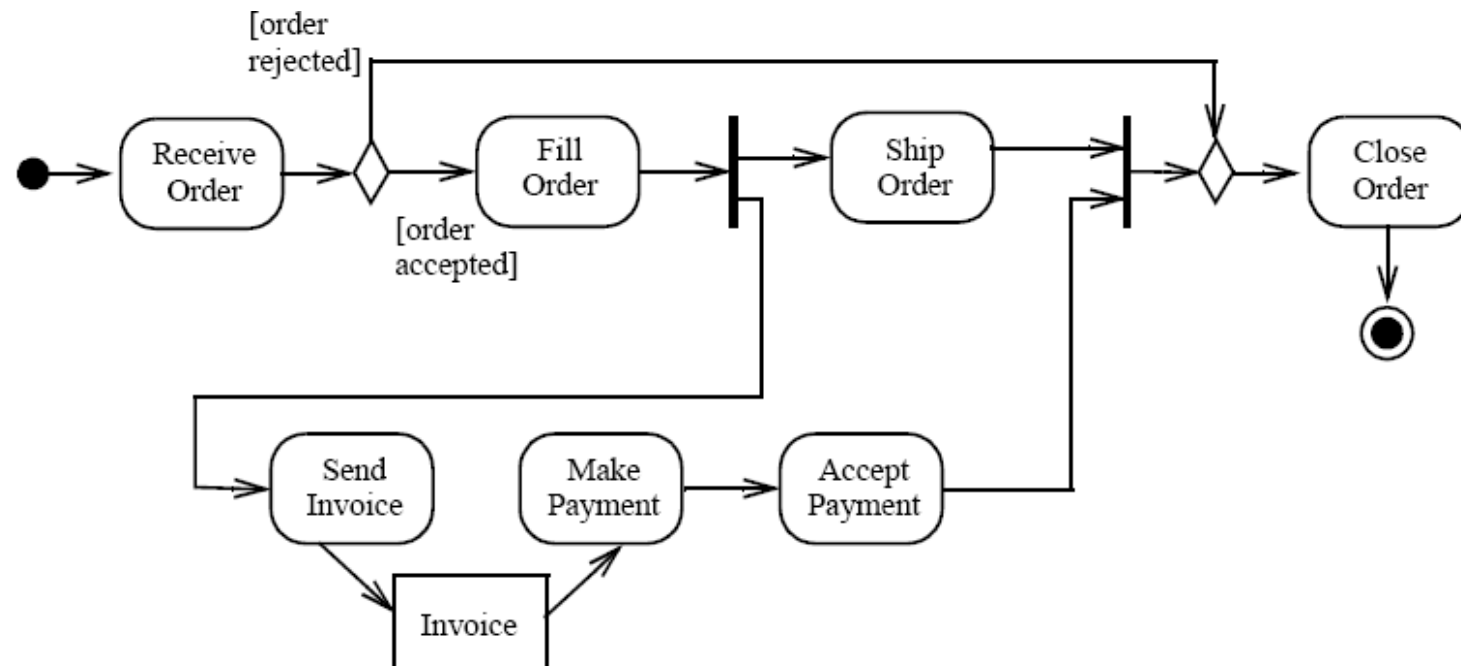 [order
rejected]
Receive
Order
Fill
Order
Ship
Order
Close
Order
[order
accepted]
Send
Invoice
Make
Payment
Accept
Payment
Invoice